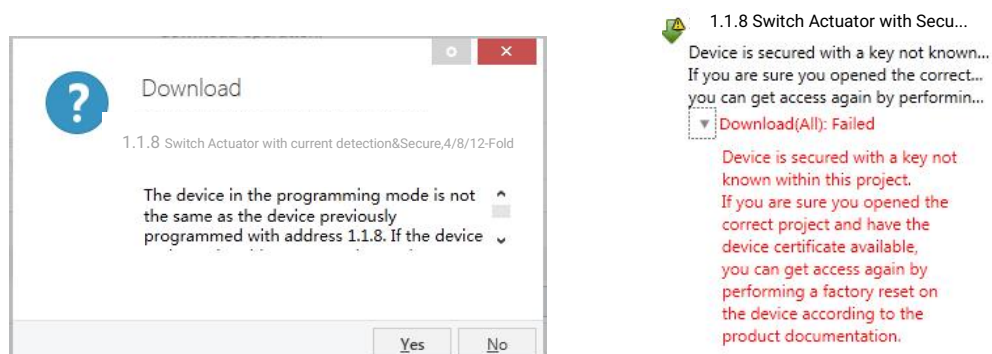 Download
1.1.8 Switch Actuator with current detection&Secure,4/8/12-Fold
The device in the programming mode is not
the same as the device previously
programmed with address 1.1.8. If the device
Yes
No
1.1.8 Switch Actuator with Secu...
Device is secured with a key not known...
If you are sure you opened the correct...
you can get access again by performin...
Download(All): Failed
Device is secured with a key not
known within this project.
If you are sure you opened the
correct project and have the
device certificate available,
you can get access again by
performing a factory reset on
the device according to the
product documentation.